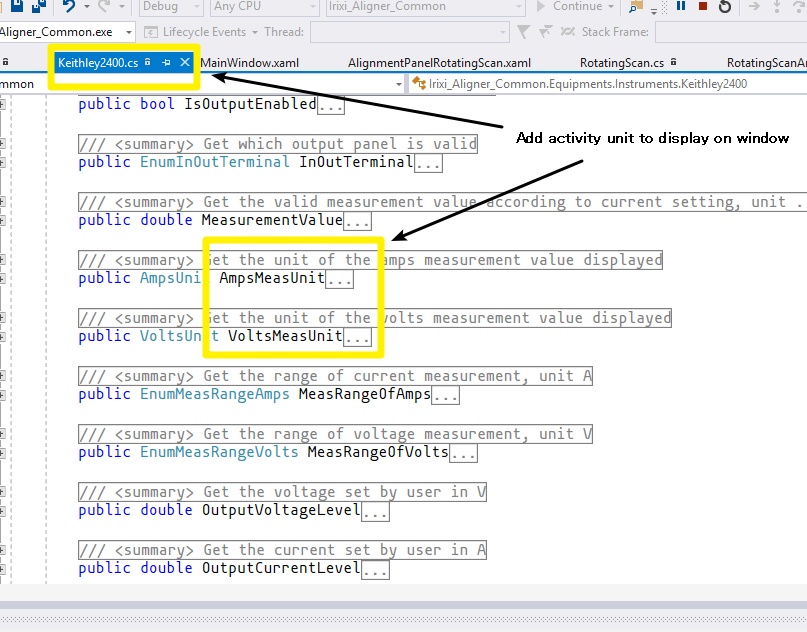 Debug Any CPU Irixi_Aligner_Common Continue
Aligner_Common.exe Lifecycle Events Thread: Stack Frame:
Keithley2400.cs MainWindow.xaml AlignmentPanelRotatingScan.xaml RotatingScan.cs RotatingScanAr
mmon Irixi_Aligner_Common.Equipments.Instruments.Keithley2400
public bool IsOutputEnabled...
Add activity unit to display on window
/// <summary> Get which output panel is valid
public EnumInOutTerminal InOutTerminal...
/// <summary> Get the valid measurement value according to current setting, unit .
public double MeasurementValue...
/// <summary> Get the unit of the amps measurement value displayed
public AmpsUnit AmpsMeasUnit...
/// <summary> Get the unit of the volts measurement value displayed
public VoltsUnit VoltsMeasUnit...
/// <summary> Get the range of current measurement, unit A
public EnumMeasRangeAmps MeasRangeOfAmps...
/// <summary> Get the range of voltage measurement, unit V
public EnumMeasRangeVolts MeasRangeOfVolts...
/// <summary> Get the voltage set by user in V
public double OutputVoltageLevel...
/// <summary> Get the current set by user in A
public double OutputCurrentLevel...